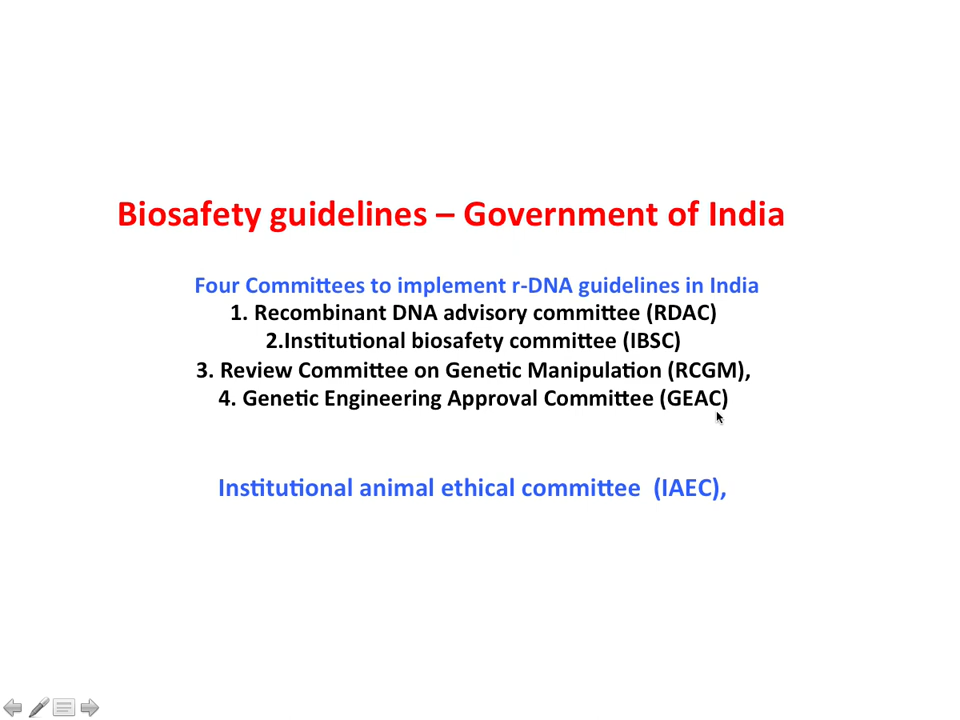 Biosafety guidelines – Government of India
Four Committees to implement r-DNA guidelines in India
1. Recombinant DNA advisory committee (RDAC)
2.Institutional biosafety committee (IBSC)
3. Review Committee on Genetic Manipulation (RCGM),
4. Genetic Engineering Approval Committee (GEAC)
Institutional animal ethical committee (IAEC),